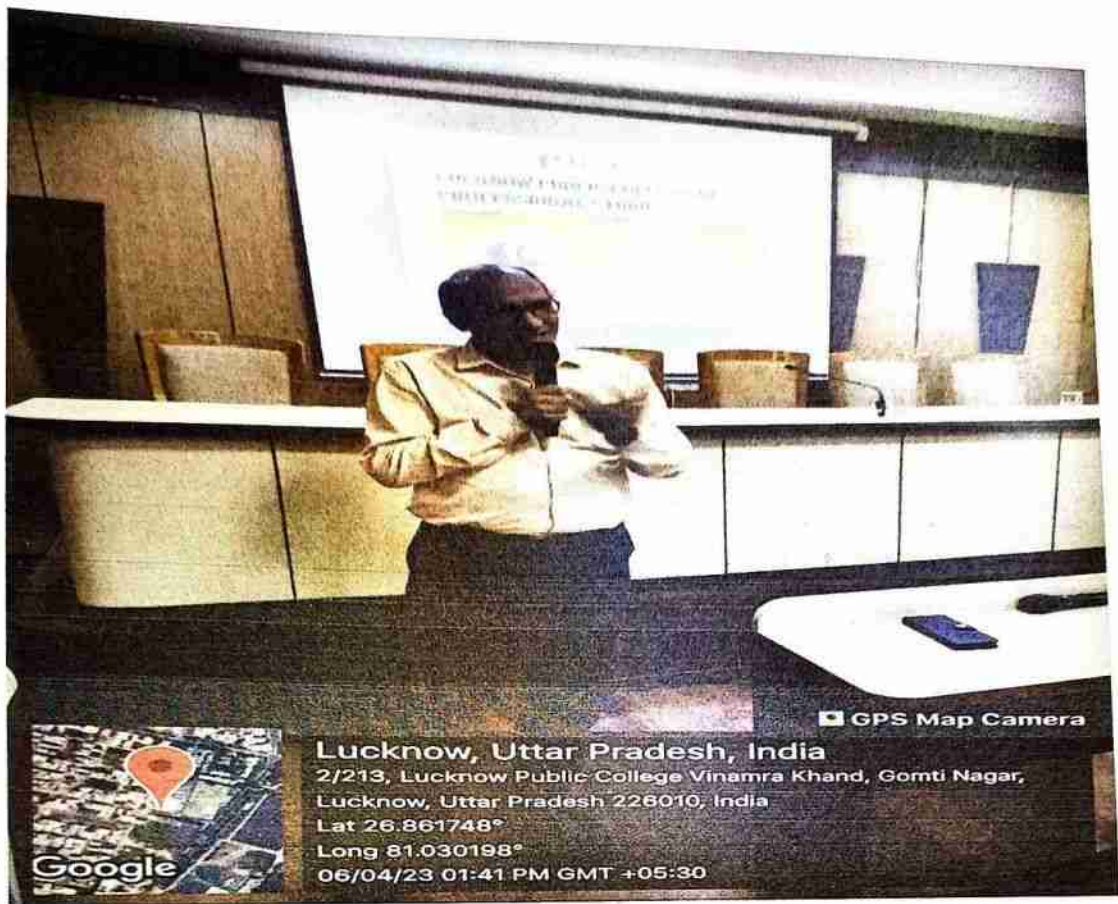 GPS Map Camera
Lucknow, Uttar Pradesh, India
2/213, Lucknow Public College Vinamra Khand, Gomti Nagar,
Lucknow, Uttar Pradesh 226010, India
Lat 26.861748°
Long 81.030198°
06/04/23 01:41 PM GMT +05:30
Google